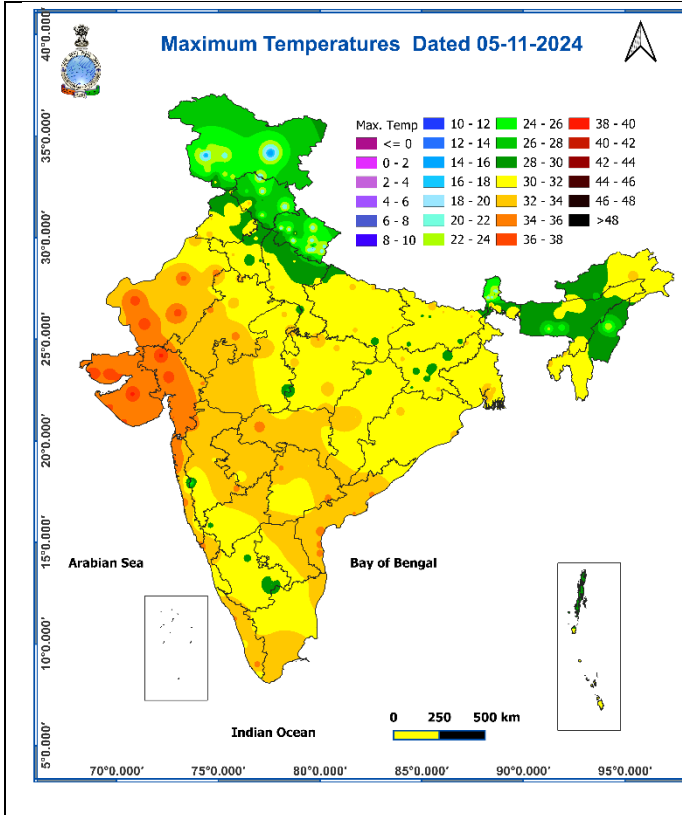 Maximum Temperatures Dated 05-11-2024
Max. Temp
<= 0
0 - 2
2 - 4
4 - 6
6 - 8
8 - 10
10 - 12
12 - 14
14 - 16
16 - 18
18 - 20
20 - 22
22 - 24
24 - 26
26 - 28
28 - 30
30 - 32
32 - 34
34 - 36
36 - 38
38 - 40
40 - 42
42 - 44
44 - 46
46 - 48
>48
40°0.000'
35°0.000'
30°0.000'
25°0.000'
20°0.000'
15°0.000'
10°0.000'
5°0.000'
Arabian Sea
Bay of Bengal
Indian Ocean
0 250 500 km
70°0.000' 75°0.000' 80°0.000' 85°0.000' 90°0.000' 95°0.000'